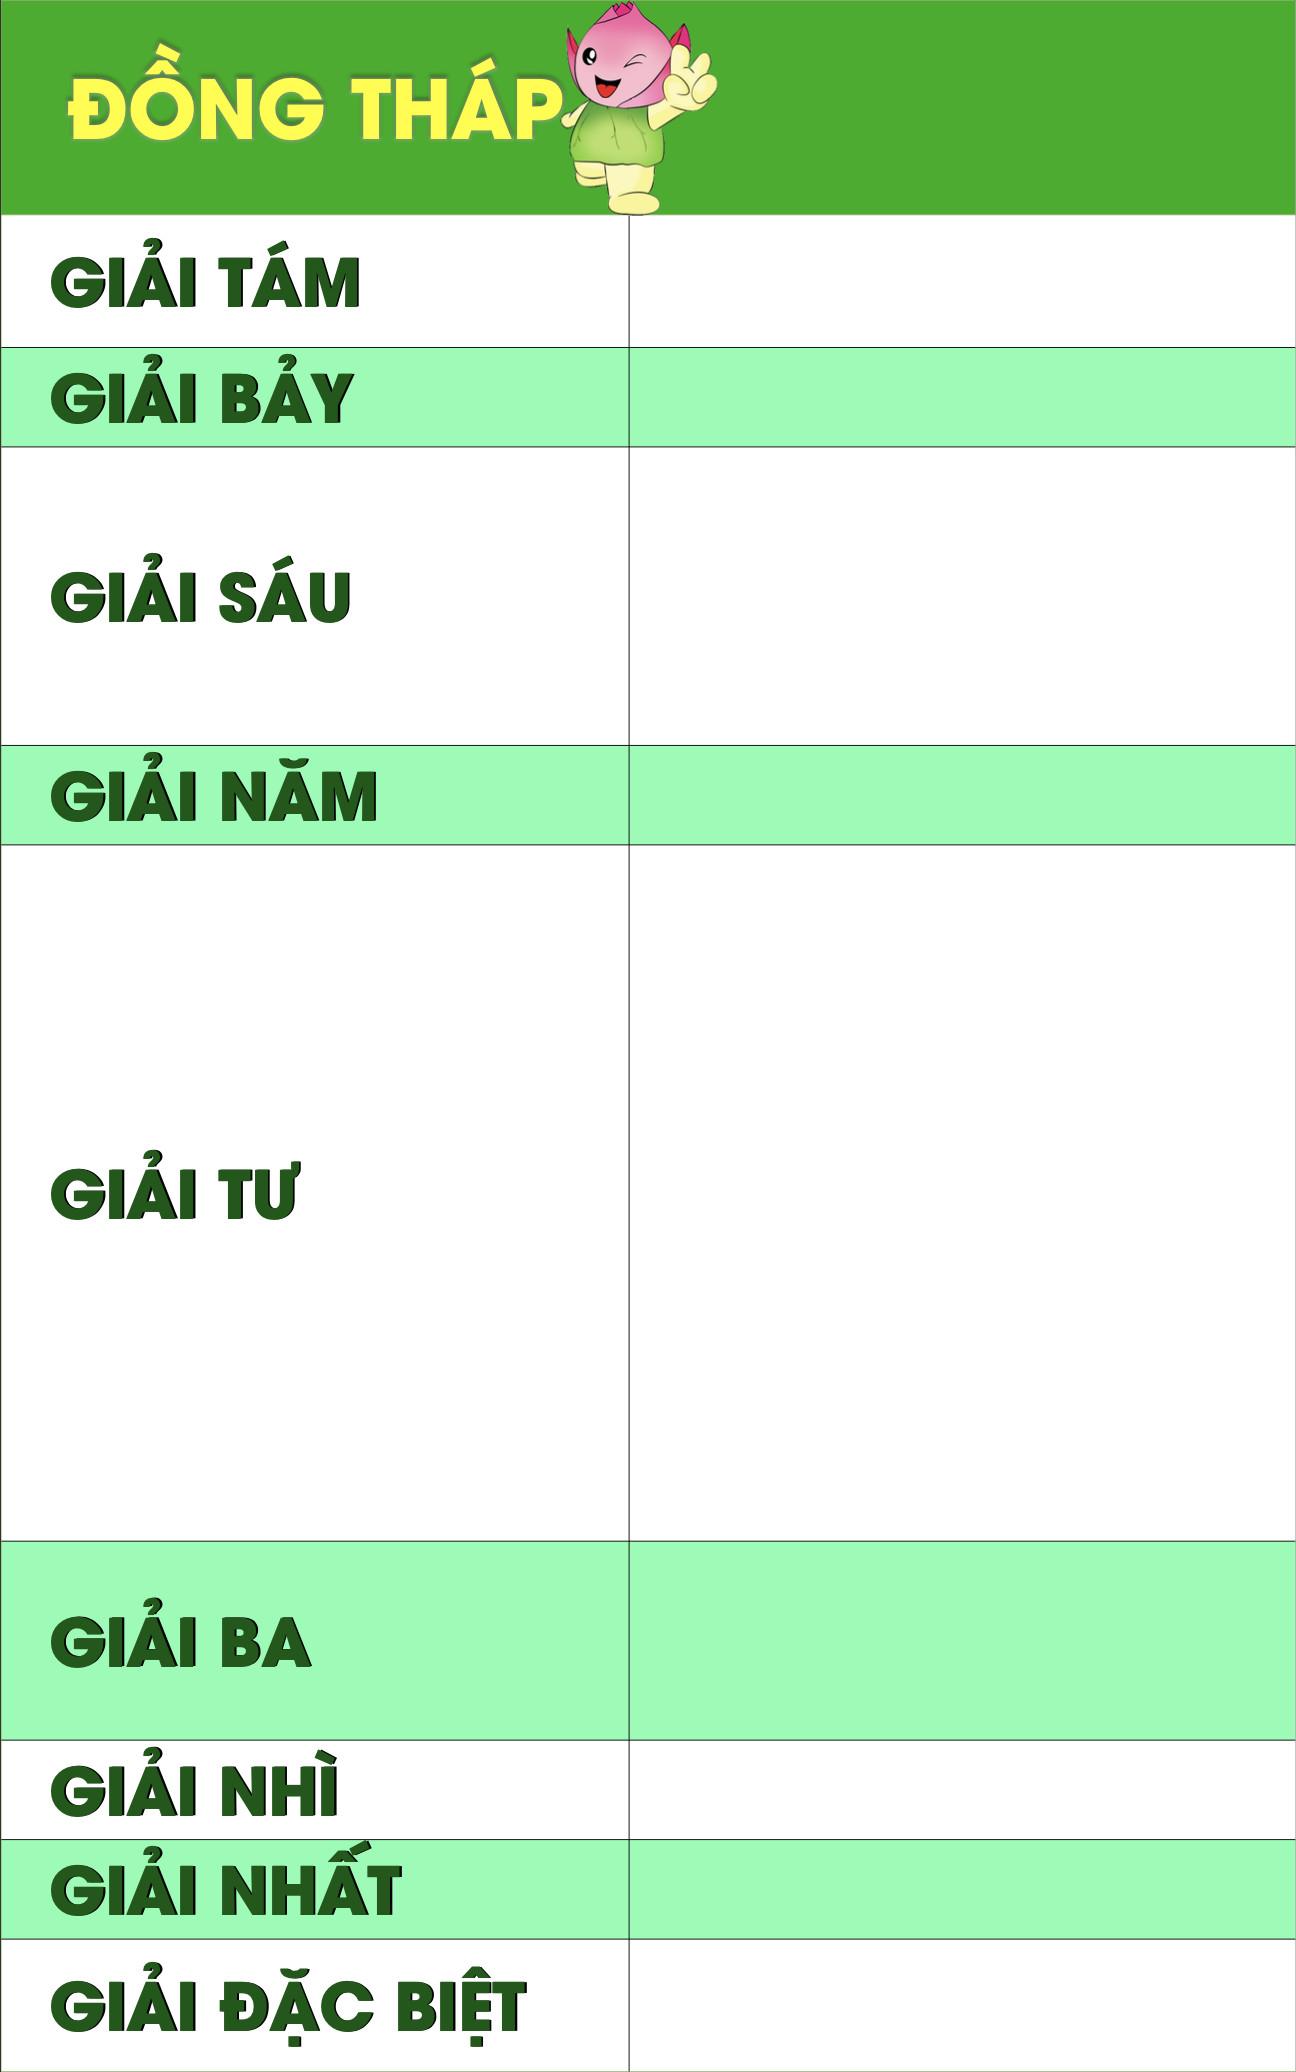 ĐỒNG THÁP
GIẢI TÁM
GIẢI BẢY
GIẢI SÁU
GIẢI NĂM
GIẢI TƯ
GIẢI BA
GIẢI NHÌ
GIẢI NHẤT
GIẢI ĐẶC BIỆT